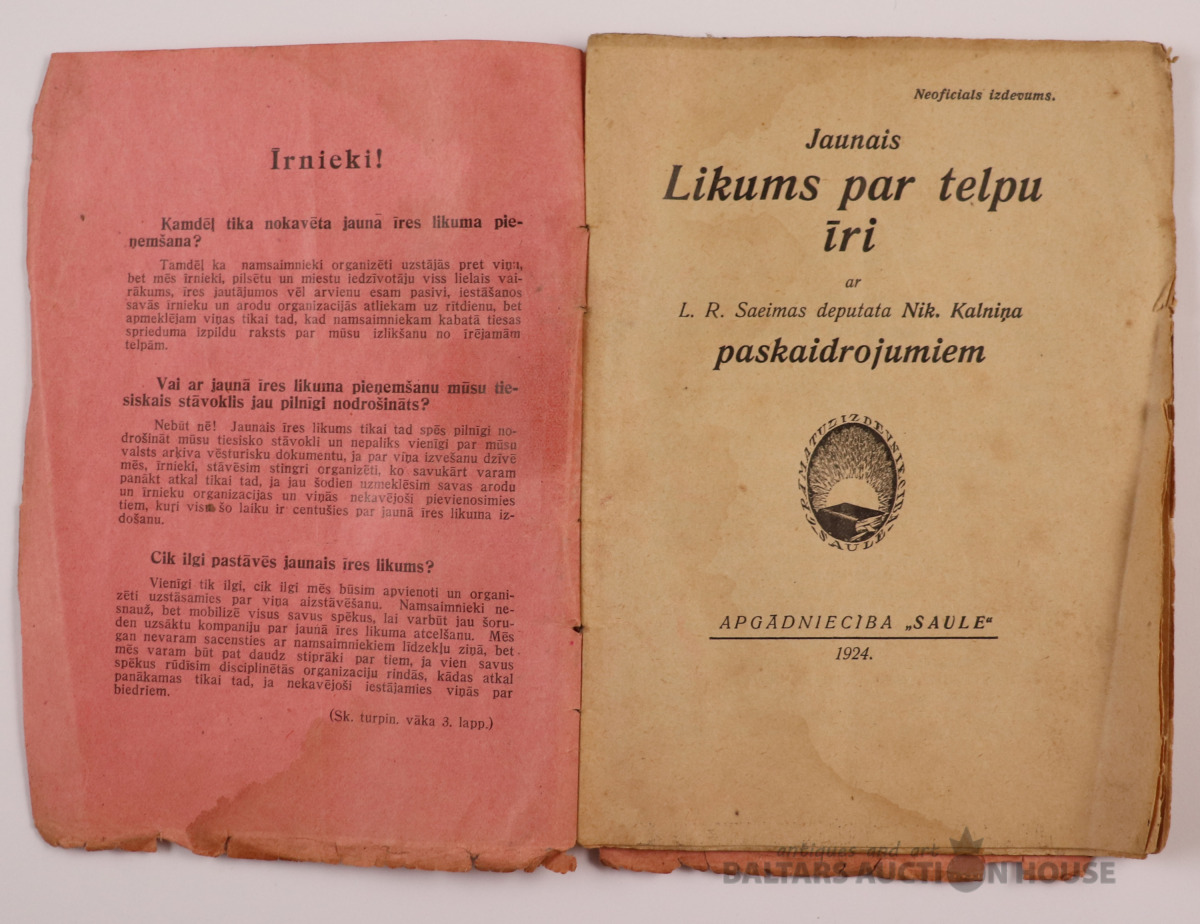 Īrnieki!
Kamdēļ tika nokavēta jaunā īres likuma pie-
ņemšana?
Tamdēļ ka namsaimnieki organizēti uzstājās pret viņu,
bet mēs īrnieki, pilsētu un miestu iedzīvotāju viss lielais vai-
rākums, īres jautājumos vēl arvienu esam pasivi, iestāšanos
savās īrnieku un arodu organizacijās atliekam uz rītdienu, bet
apmeklējam viņas tikai tad, kad namsaimniekam kabatā tiesas
sprieduma izpildu raksts par mūsu izlikšanu no īrējamām
telpām.
Vai ar jaunā īres likuma pieņemšanu mūsu tie-
siskais stāvoklis jau pilnīgi nodrošināts?
Nebūt nē! Jaunais īres likums tikai tad spēs pilnīgi no-
drošināt mūsu tiesisko stāvokli un nepaliks vienīgi par mūsu
valsts arķiva vēsturisku dokumentu, ja par viņa izvešanu dzīvē
mēs, īrnieki, stāvēsim stingri organizēti, ko savukārt varam
panākt atkal tikai tad, ja jau šodien uzmeklēsim savas arodu
un īrnieku organizacijas un viņās nekavējoši pievienosimies
tiem, kuŗi visu šo laiku ir centušies par jaunā īres likuma iz-
došanu.
Cik ilgi pastāvēs jaunais īres likums?
Vienīgi tik ilgi, cik ilgi mēs būsim apvienoti un organi-
zēti uzstāsamies par viņa aizstāvēšanu. Namsaimnieki ne-
snauž, bet mobilizē visus savus spēkus, lai varbūt jau šoru-
den uzsāktu kompaniju par jaunā īres likuma atcelšanu. Mēs
gan nevaram sacensties ar namsaimniekiem līdzekļu ziņā, bet
mēs varam būt pat daudz stiprāki par tiem, ja vien savus
spēkus rūdīsim disciplinētās organizaciju rindās, kādas atkal
panākamas tikai tad, ja nekavējoši iestājamies viņās par
biedriem.
(Sk. turpin. vāka 3. lapp.)
Neoficials izdevums.
Jaunais
Likums par telpu
īri
ar
L. R. Saeimas deputata Nik. Kalniņa
paskaidrojumiem
SAULE
APGĀDNIECĪBA „SAULE“
1924.
antiques and art
BALTARS AUCTION HOUSE